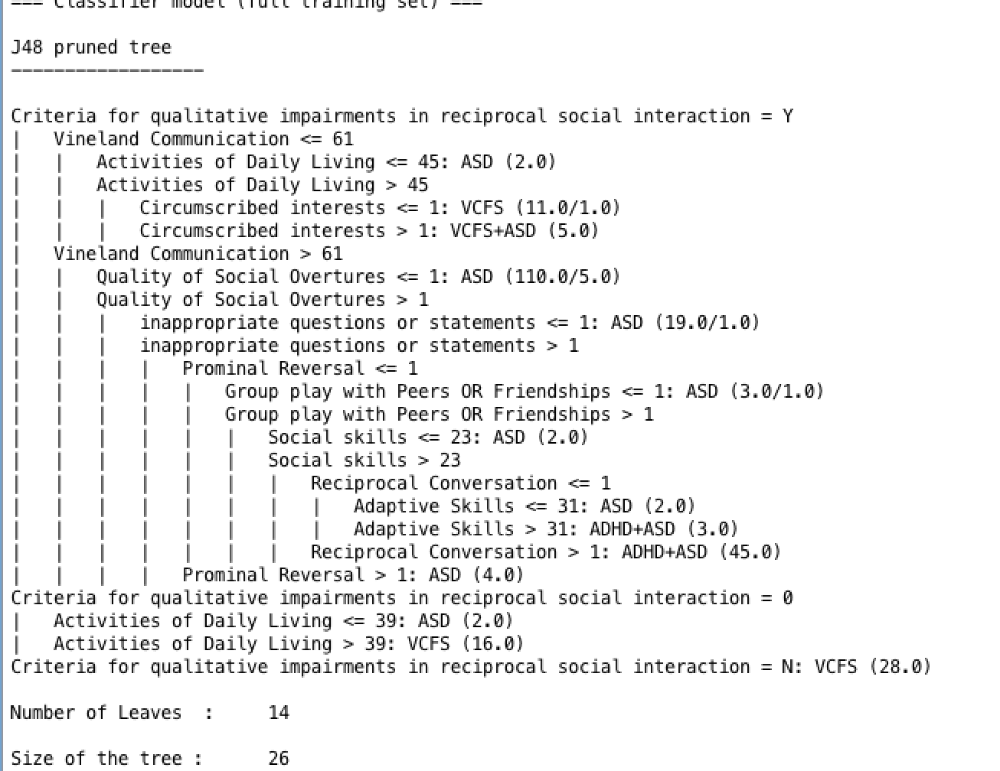 === Classifier model (full training set) ===
J48 pruned tree
------------------
Criteria for qualitative impairments in reciprocal social interaction = Y
|   Vineland Communication <= 61
|   |   Activities of Daily Living <= 45: ASD (2.0)
|   |   Activities of Daily Living > 45
|   |   |   Circumscribed interests <= 1: VCFS (11.0/1.0)
|   |   |   Circumscribed interests > 1: VCFS+ASD (5.0)
|   Vineland Communication > 61
|   |   Quality of Social Overtures <= 1: ASD (110.0/5.0)
|   |   Quality of Social Overtures > 1
|   |   |   inappropriate questions or statements <= 1: ASD (19.0/1.0)
|   |   |   inappropriate questions or statements > 1
|   |   |   |   Prominal Reversal <= 1
|   |   |   |   |   Group play with Peers OR Friendships <= 1: ASD (3.0/1.0)
|   |   |   |   |   Group play with Peers OR Friendships > 1
|   |   |   |   |   |   Social skills <= 23: ASD (2.0)
|   |   |   |   |   |   Social skills > 23
|   |   |   |   |   |   |   Reciprocal Conversation <= 1
|   |   |   |   |   |   |   |   Adaptive Skills <= 31: ASD (2.0)
|   |   |   |   |   |   |   |   Adaptive Skills > 31: ADHD+ASD (3.0)
|   |   |   |   |   |   |   Reciprocal Conversation > 1: ADHD+ASD (45.0)
|   |   |   |   Prominal Reversal > 1: ASD (4.0)
Criteria for qualitative impairments in reciprocal social interaction = 0
|   Activities of Daily Living <= 39: ASD (2.0)
|   Activities of Daily Living > 39: VCFS (16.0)
Criteria for qualitative impairments in reciprocal social interaction = N: VCFS (28.0)
Number of Leaves  :     14
Size of the tree :      26